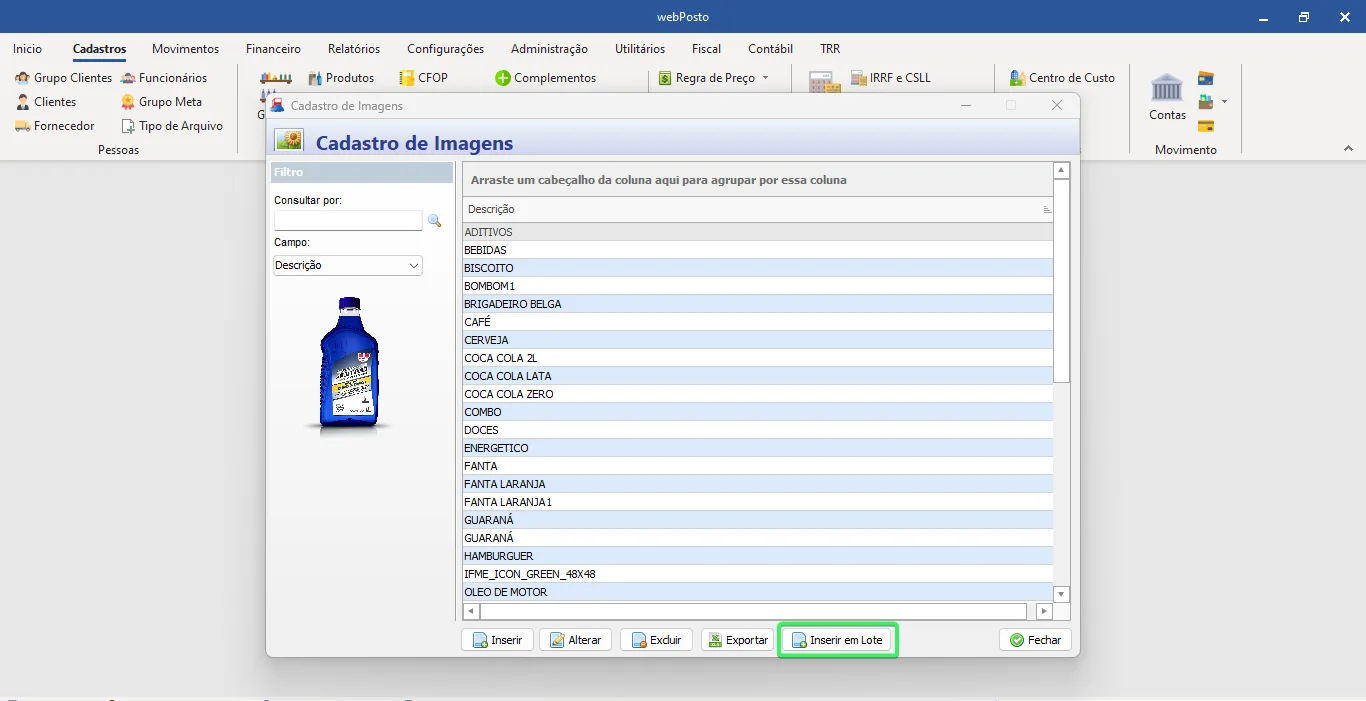 webPosto
Inicio Cadastros Movimentos Financeiro Relatórios Configurações Administração Utilitários Fiscal Contábil TRR
Grupo Clientes Funcionários Produtos CFOP Complementos Regra de Preço IRRF e CSLL Centro de Custo
Clientes Grupo Meta
Fornecedor Tipo de Arquivo
Contas
Pessoas
Movimento
Cadastro de Imagens
Cadastro de Imagens
Filtro
Consultar por:
Campo:
Descrição
Arraste um cabeçalho da coluna aqui para agrupar por essa coluna
Descrição
ADITIVOS
BEBIDAS
BISCOITO
BOMBOM1
BRIGADEIRO BELGA
CAFÉ
CERVEJA
COCA COLA 2L
COCA COLA LATA
COCA COLA ZERO
COMBO
DOCES
ENERGETICO
FANTA
FANTA LARANJA
FANTA LARANJA1
GUARANÁ
GUARANÁ
HAMBURGUER
IFME_ICON_GREEN_48X48
OLEO DE MOTOR
Inserir Alterar Excluir Exportar Inserir em Lote Fechar